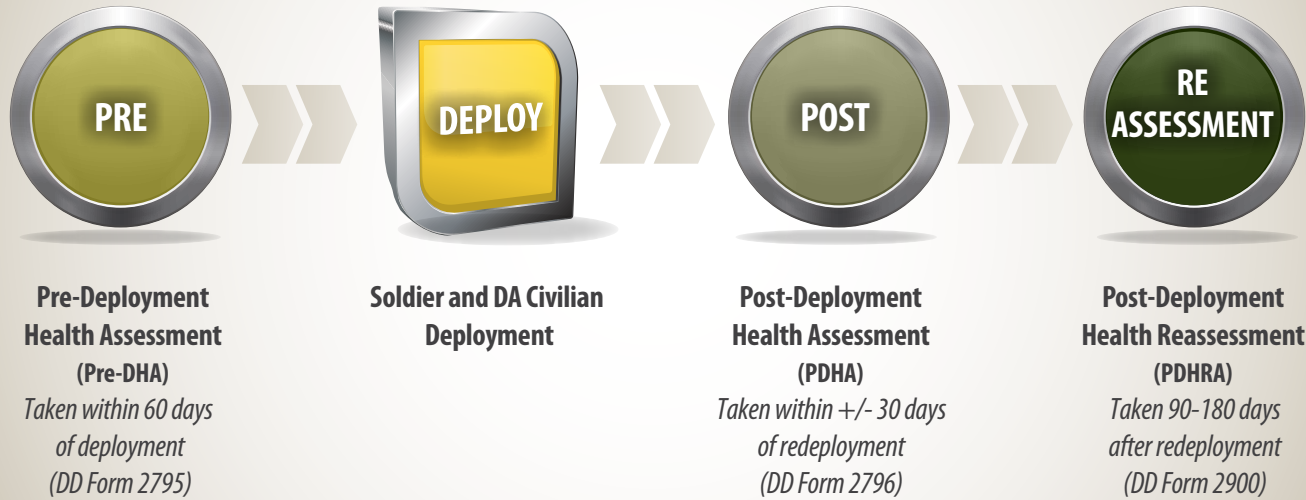 PRE
DEPLOY
POST
RE
ASSESSMENT
Pre-Deployment
Health Assessment
(Pre-DHA)
Taken within 60 days
of deployment
(DD Form 2795)
Soldier and DA Civilian
Deployment
Post-Deployment
Health Assessment
(PDHA)
Taken within +/- 30 days
of redeployment
(DD Form 2796)
Post-Deployment
Health Reassessment
(PDHRA)
Taken 90-180 days
after redeployment
(DD Form 2900)